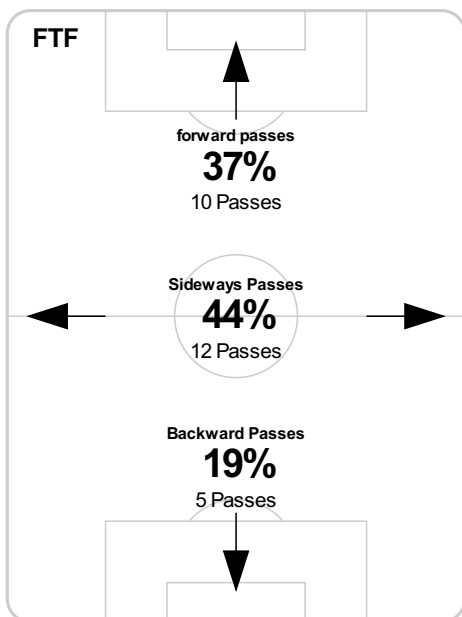 FTF
forward passes
37%
10 Passes
Sideways Passes
44%
12 Passes
Backward Passes
19%
5 Passes